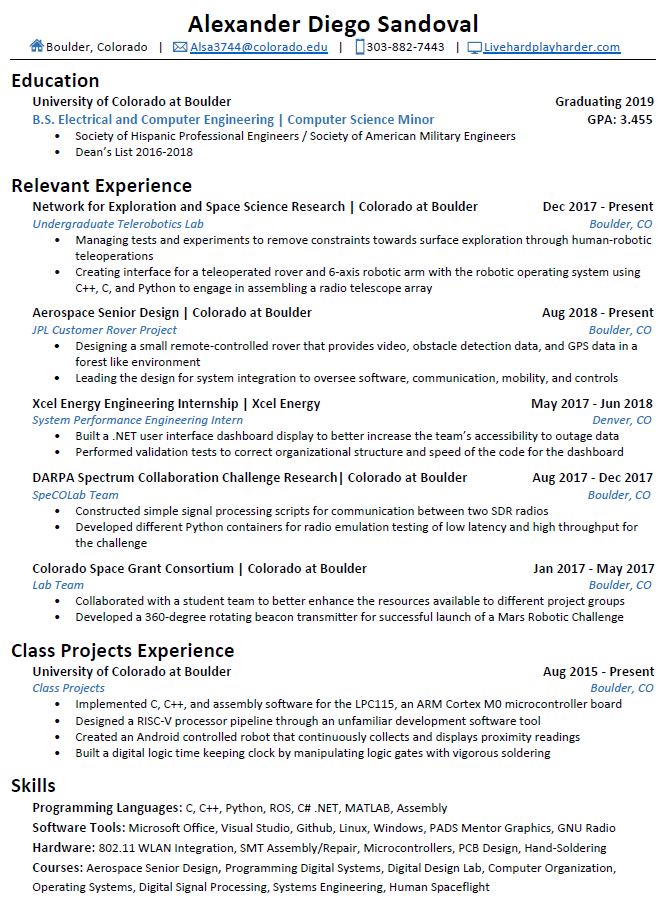 Alexander Diego Sandoval
Boulder, Colorado | Alsa3744@colorado.edu | 303-882-7443 | Livehardplayharder.com
Education
University of Colorado at Boulder Graduating 2019
B.S. Electrical and Computer Engineering | Computer Science Minor GPA: 3.455
• Society of Hispanic Professional Engineers / Society of American Military Engineers
• Dean's List 2016-2018
Relevant Experience
Network for Exploration and Space Science Research | Colorado at Boulder Dec 2017 - Present
Undergraduate Telerobotics Lab Boulder, CO
• Managing tests and experiments to remove constraints towards surface exploration through human-robotic
teleoperations
• Creating interface for a teleoperated rover and 6-axis robotic arm with the robotic operating system using
C++, C, and Python to engage in assembling a radio telescope array
Aerospace Senior Design | Colorado at Boulder Aug 2018 - Present
JPL Customer Rover Project Boulder, CO
• Designing a small remote-controlled rover that provides video, obstacle detection data, and GPS data in a
forest like environment
• Leading the design for system integration to oversee software, communication, mobility, and controls
Xcel Energy Engineering Internship | Xcel Energy May 2017 - Jun 2018
System Performance Engineering Intern Denver, CO
• Built a .NET user interface dashboard display to better increase the team's accessibility to outage data
• Performed validation tests to correct organizational structure and speed of the code for the dashboard
DARPA Spectrum Collaboration Challenge Research| Colorado at Boulder Aug 2017 - Dec 2017
SpeCOLab Team Boulder, CO
• Constructed simple signal processing scripts for communication between two SDR radios
• Developed different Python containers for radio emulation testing of low latency and high throughput for
the challenge
Colorado Space Grant Consortium | Colorado at Boulder Jan 2017 - May 2017
Lab Team Boulder, CO
• Collaborated with a student team to better enhance the resources available to different project groups
• Developed a 360-degree rotating beacon transmitter for successful launch of a Mars Robotic Challenge
Class Projects Experience
University of Colorado at Boulder Aug 2015 - Present
Class Projects Boulder, CO
• Implemented C, C++, and assembly software for the LPC115, an ARM Cortex M0 microcontroller board
• Designed a RISC-V processor pipeline through an unfamiliar development software tool
• Created an Android controlled robot that continuously collects and displays proximity readings
• Built a digital logic time keeping clock by manipulating logic gates with vigorous soldering
Skills
Programming Languages: C, C++, Python, ROS, C# .NET, MATLAB, Assembly
Software Tools: Microsoft Office, Visual Studio, Github, Linux, Windows, PADS Mentor Graphics, GNU Radio
Hardware: 802.11 WLAN Integration, SMT Assembly/Repair, Microcontrollers, PCB Design, Hand-Soldering
Courses: Aerospace Senior Design, Programming Digital Systems, Digital Design Lab, Computer Organization,
Operating Systems, Digital Signal Processing, Systems Engineering, Human Spaceflight